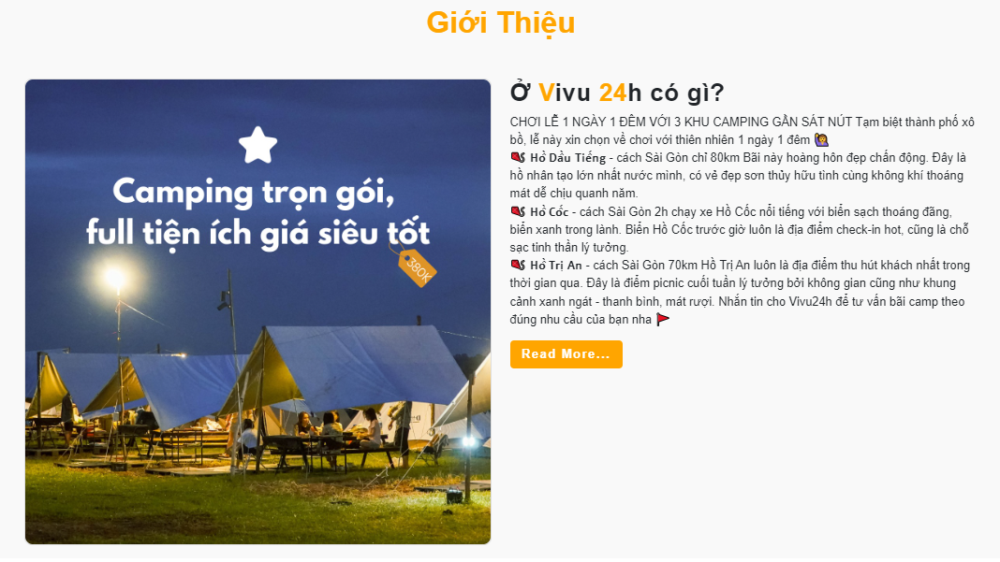 Giới Thiệu
Camping trọn gói,
full tiện ích giá siêu tốt
380K
Ở Vivu 24h có gì?
CHƠI LỄ 1 NGÀY 1 ĐÊM VỚI 3 KHU CAMPING GẦN SÁT NÚT Tạm biệt thành phố xô
bồ, lễ này xin chọn về chơi với thiên nhiên 1 ngày 1 đêm 🙋
Hồ Dầu Tiếng - cách Sài Gòn chỉ 80km Bãi này hoàng hôn đẹp chấn động. Đây là
hồ nhân tạo lớn nhất nước mình, có vẻ đẹp sơn thủy hữu tình cùng không khí thoáng
mát dễ chịu quanh năm.
Hồ Cốc - cách Sài Gòn 2h chạy xe Hồ Cốc nổi tiếng với biển sạch thoáng đãng,
biển xanh trong lành. Biển Hồ Cốc trước giờ luôn là địa điểm check-in hot, cũng là chỗ
sạc tinh thần lý tưởng.
Hồ Trị An - cách Sài Gòn 70km Hồ Trị An luôn là địa điểm thu hút khách nhất trong
thời gian qua. Đây là điểm picnic cuối tuần lý tưởng bởi không gian cũng như khung
cảnh xanh ngát - thanh bình, mát rượi. Nhắn tin cho Vivu24h để tư vấn bãi camp theo
đúng nhu cầu của bạn nha 🚩
Read More...